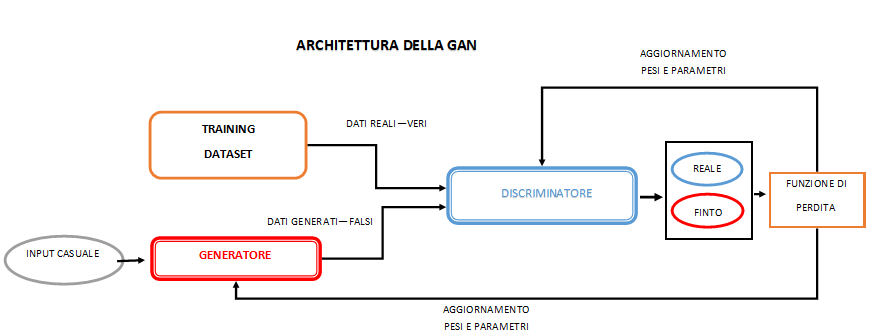 ARCHITETTURA DELLA GAN
AGGIORNAMENTO
PESI E PARAMETRI
TRAINING
DATASET
DATI REALI—VERI
DISCRIMINATORE
REALE
FINTO
FUNZIONE DI
PERDITA
DATI GENERATI—FALSI
INPUT CASUALE
GENERATORE
AGGIORNAMENTO
PESI E PARAMETRI